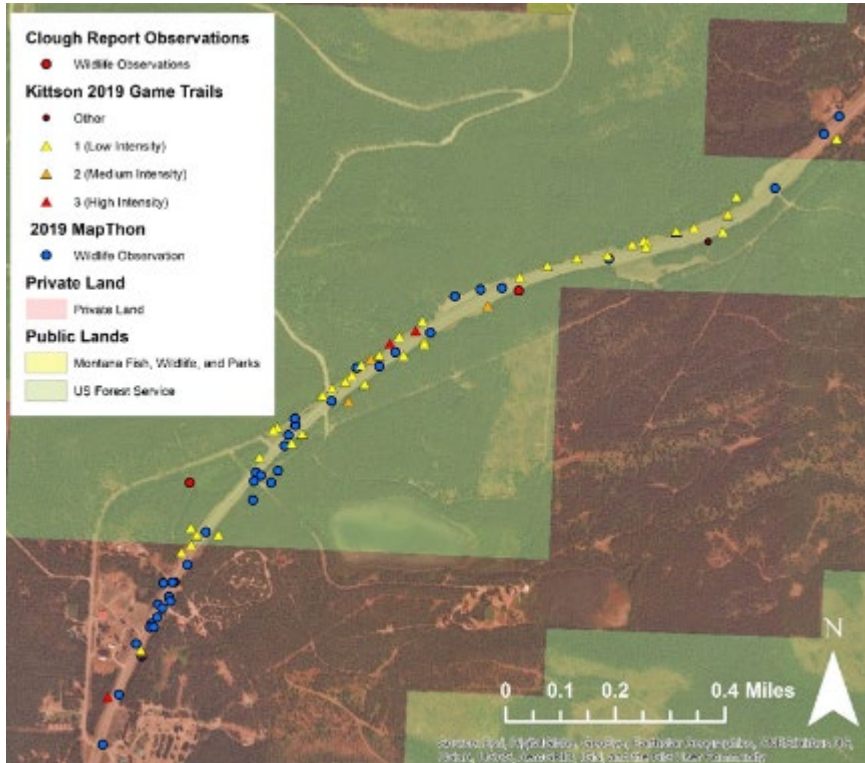 Clough Report Observations
Wildlife Observations
Kittson 2019 Game Trails
Other
1 (Low Intensity)
2 (Medium Intensity)
3 (High Intensity)
2019 MapThon
Wildlife Observation
Private Land
Private Land
Public Lands
Montana Fish, Wildlife, and Parks
US Forest Service
N
0 0.1 0.2 0.4 Miles